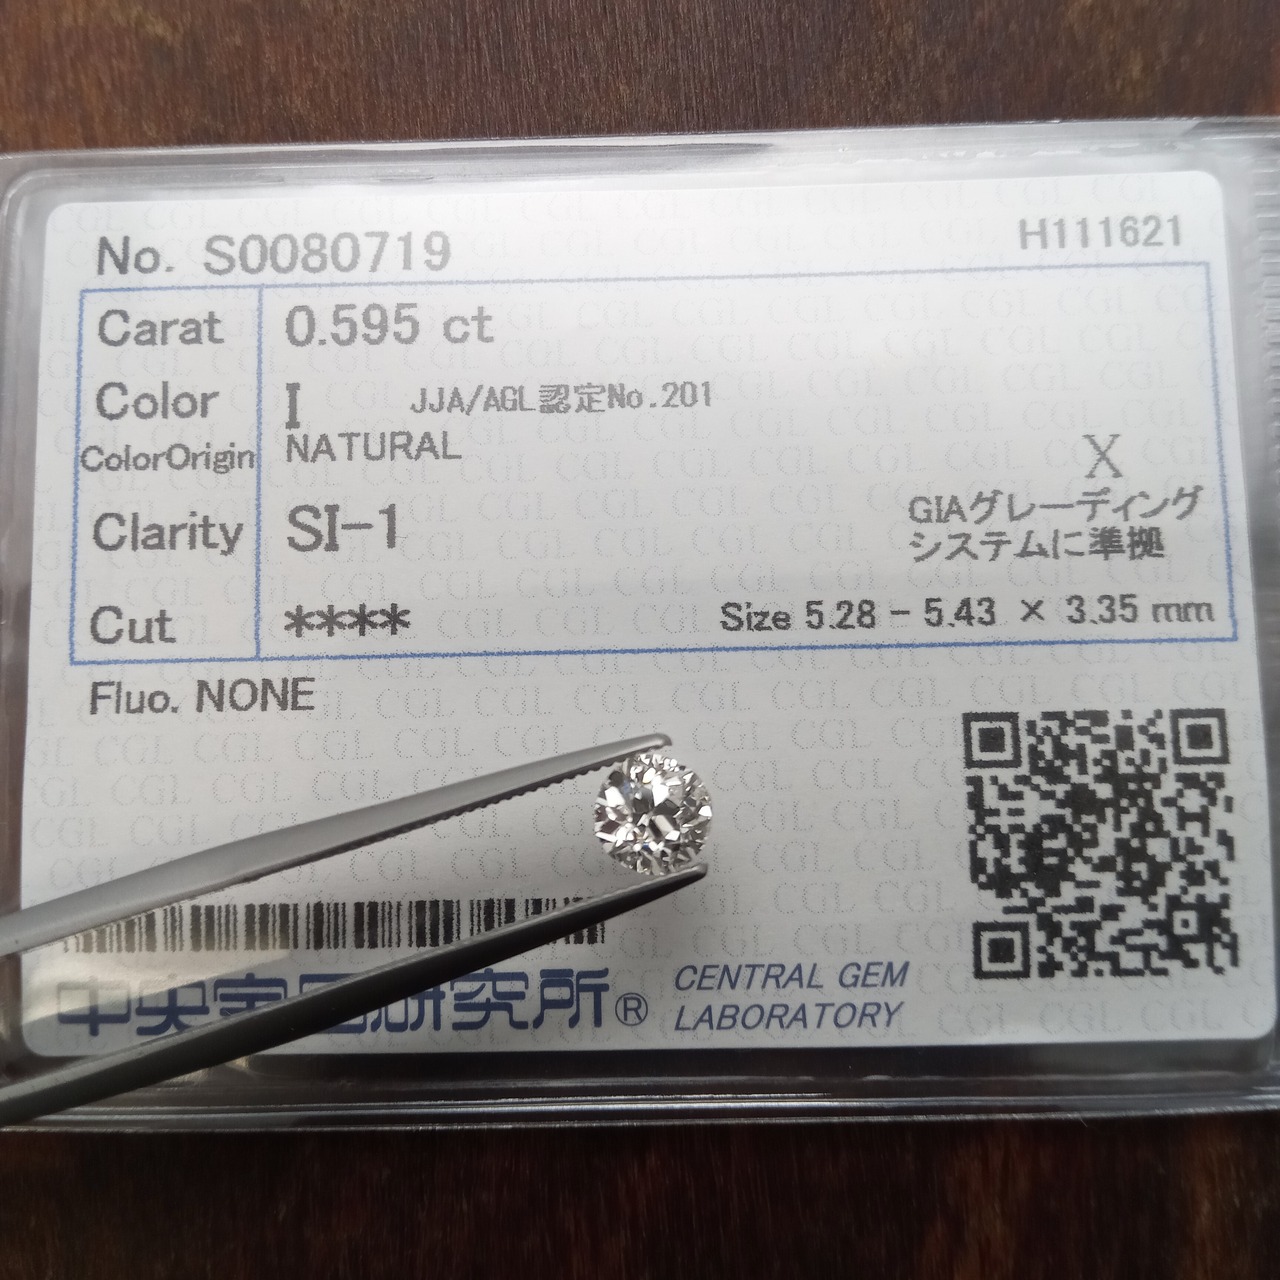 No. S0080719
H111621
Carat 0.595 ct
Color I JJA/AGL認定No.201
ColorOrigin NATURAL
X
Clarity SI-1
GIAグレーディング
システムに準拠
Cut ****
Size 5.28 - 5.43 × 3.35 mm
Fluo. NONE
中央宝石研究所®
CENTRAL GEM
LABORATORY